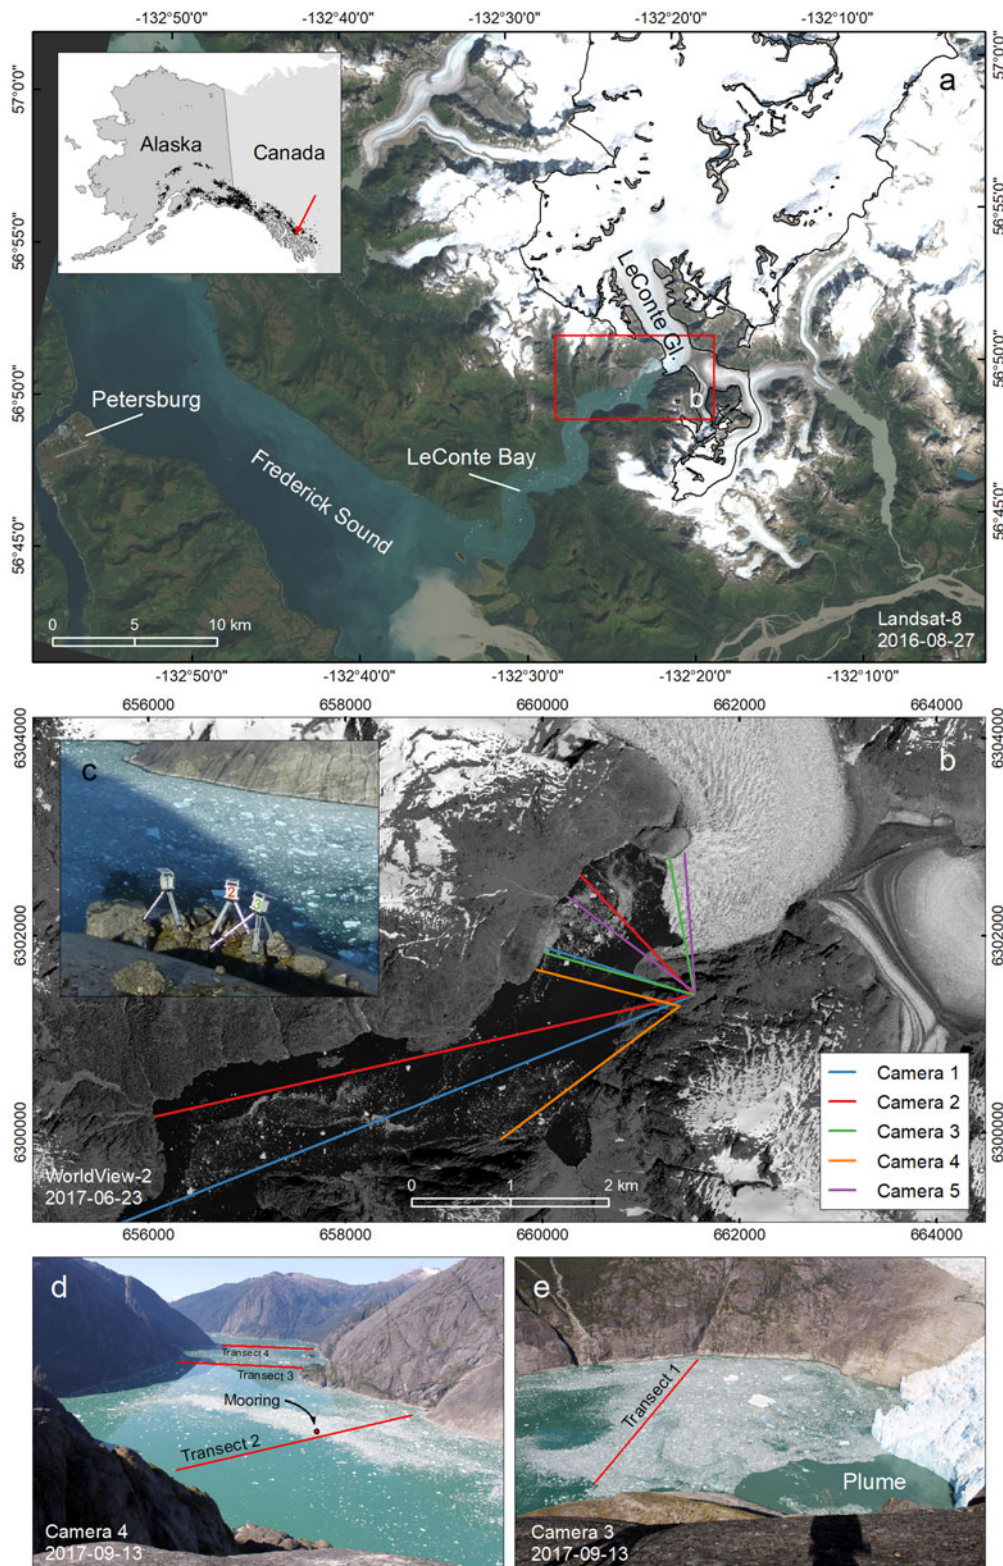 -132°50'0"
-132°40'0"
-132°30'0"
-132°20'0"
-132°10'0"
57°0'0"
57°0'0"
a
Alaska
Canada
56°55'0"
56°55'0"
LeConte Gl.
56°50'0"
56°50'0"
b
Petersburg
LeConte Bay
Frederick Sound
56°45'0"
56°45'0"
0 5 10 km
Landsat-8
2016-08-27
-132°50'0"
-132°40'0"
-132°30'0"
-132°20'0"
-132°10'0"
656000
658000
660000
662000
664000
6304000
6304000
c
b
1
2
3
6302000
6302000
Camera 1
Camera 2
Camera 3
Camera 4
Camera 5
6300000
6300000
WorldView-2
2017-06-23
0 1 2 km
656000
658000
660000
662000
664000
d
Transect 4
Transect 3
Mooring
Transect 2
Camera 4
2017-09-13
e
Transect 1
Plume
Camera 3
2017-09-13